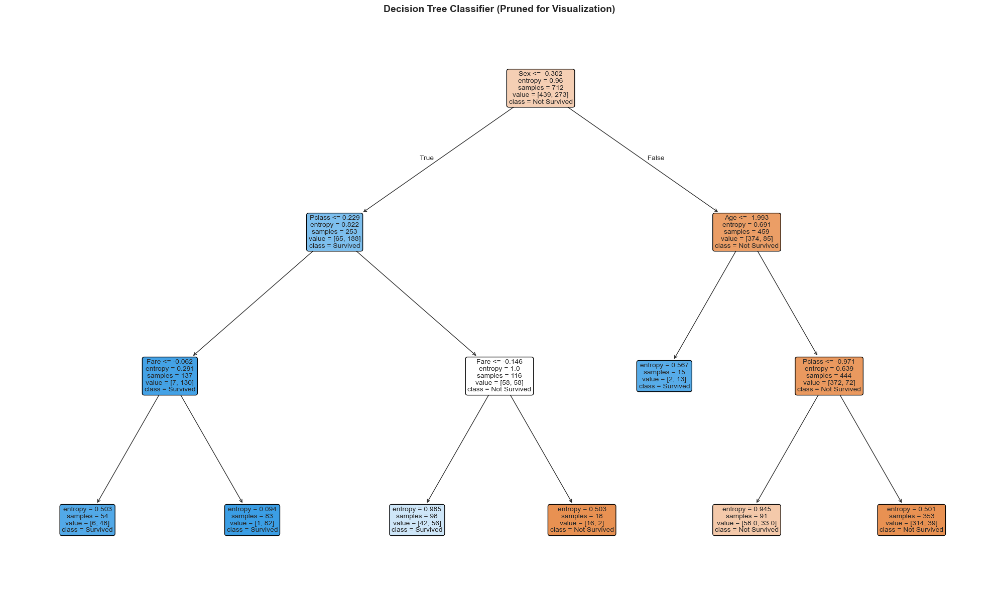 Decision Tree Classifier (Pruned for Visualization)
Sex <= -0.302
entropy = 0.96
samples = 712
value = [439, 273]
class = Not Survived
True
False
Pclass <= 0.229
entropy = 0.822
samples = 253
value = [65, 188]
class = Survived
Age <= -1.993
entropy = 0.691
samples = 459
value = [374, 85]
class = Not Survived
Fare <= -0.062
entropy = 0.291
samples = 137
value = [7, 130]
class = Survived
Fare <= -0.146
entropy = 1.0
samples = 116
value = [58, 58]
class = Not Survived
entropy = 0.567
samples = 15
value = [2, 13]
class = Survived
Pclass <= -0.971
entropy = 0.639
samples = 444
value = [372, 72]
class = Not Survived
entropy = 0.503
samples = 54
value = [6, 48]
class = Survived
entropy = 0.094
samples = 83
value = [1, 82]
class = Survived
entropy = 0.985
samples = 98
value = [42, 56]
class = Survived
entropy = 0.503
samples = 18
value = [16, 2]
class = Not Survived
entropy = 0.945
samples = 91
value = [58.0, 33.0]
class = Not Survived
entropy = 0.501
samples = 353
value = [314, 39]
class = Not Survived